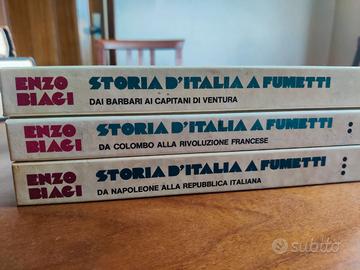 ENZO BIAGI
STORIA D'ITALIA A FUMETTI
DAI BARBARI AI CAPITANI DI VENTURA
ENZO BIAGI
STORIA D'ITALIA A FUMETTI
DA COLOMBO ALLA RIVOLUZIONE FRANCESE
ENZO BIAGI
STORIA D'ITALIA A FUMETTI
DA NAPOLEONE ALLA REPUBBLICA ITALIANA
subito